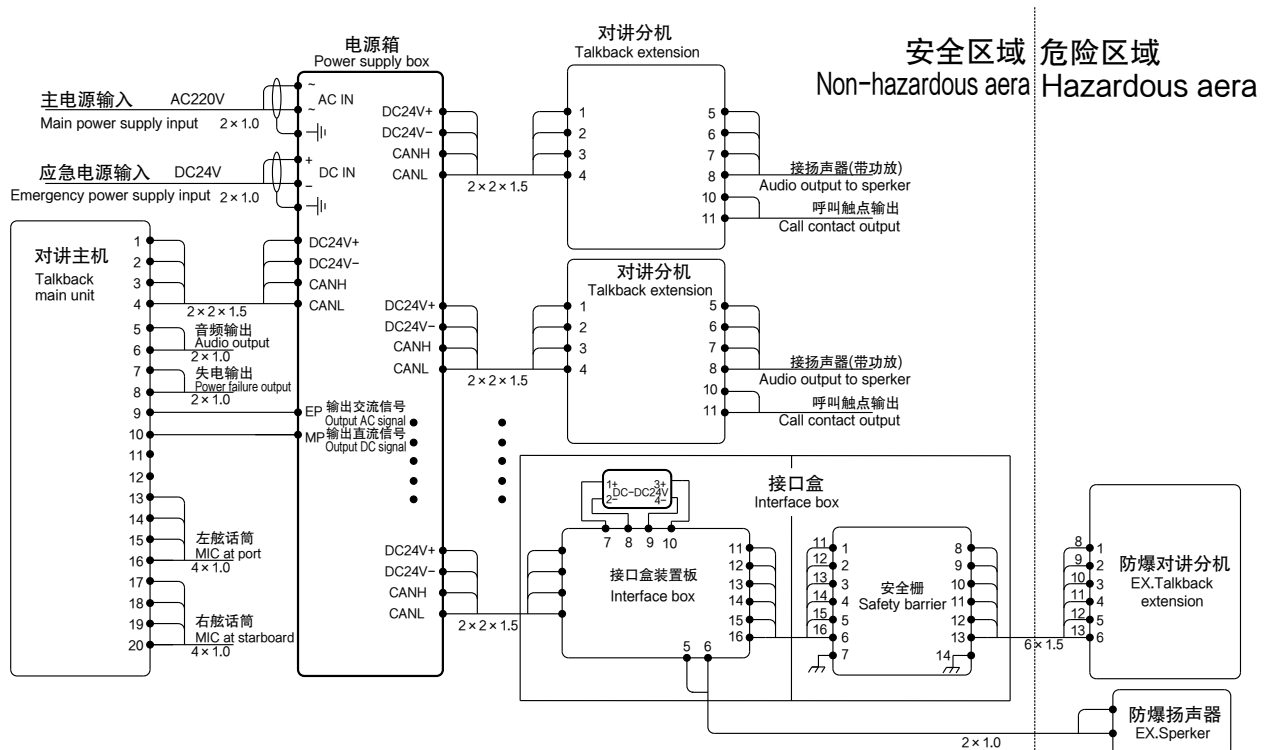 安全区域
Non-hazardous aera
危险区域
Hazardous aera
电源箱
Power supply box
主电源输入
AC220V
Main power supply input
2×1.0
应急电源输入
DC24V
Emergency power supply input
2×1.0
~
AC IN
~
+
DC IN
-
DC24V+
DC24V-
CANH
CANL
EP
输出交流信号
Output AC signal
MP
输出直流信号
Output DC signal
DC24V+
DC24V-
CANH
CANL
DC24V+
DC24V-
CANH
CANL
DC24V+
DC24V-
CANH
CANL
对讲主机
Talkback
main unit
1
2
3
4
5
6
7
8
9
10
11
12
13
14
15
16
17
18
19
20
2×2×1.5
音频输出
Audio output
2×1.0
失电输出
Power failure output
2×1.0
左舷话筒
MIC at port
4×1.0
右舷话筒
MIC at starboard
4×1.0
2×2×1.5
对讲分机
Talkback extension
1
2
3
4
5
6
7
8
10
11
接扬声器(带功放)
Audio output to sperker
呼叫触点输出
Call contact output
2×2×1.5
对讲分机
Talkback extension
1
2
3
4
5
6
7
8
10
11
接扬声器(带功放)
Audio output to sperker
呼叫触点输出
Call contact output
2×2×1.5
接口盒
Interface box
1+
2-
DC-DC24V
3+
4-
7
8
9
10
接口盒装置板
Interface box
11
12
13
14
15
16
5
6
11
12
13
14
15
16
1
2
3
4
5
6
7
安全栅
Safety barrier
8
9
10
11
12
13
14
6×1.5
8
9
10
11
12
13
1
2
3
4
5
6
防爆对讲分机
EX.Talkback
extension
2×1.0
防爆扬声器
EX.Sperker